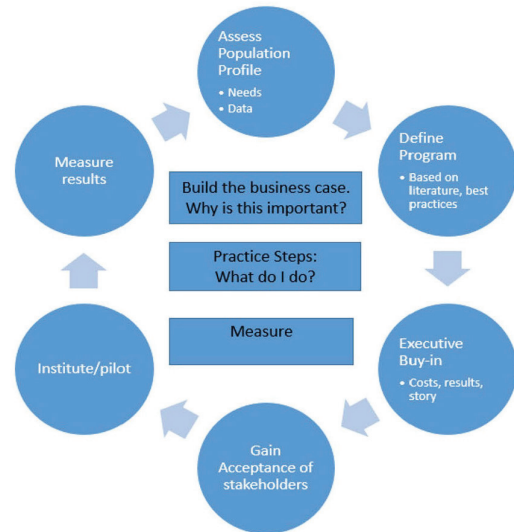 Assess
Population
Profile
• Needs
• Data
Define
Program
• Based on
literature, best
practices
Executive
Buy-in
• Costs, results,
story
Gain
Acceptance of
stakeholders
Institute/pilot
Measure
results
Build the business case.
Why is this important?
Practice Steps:
What do I do?
Measure